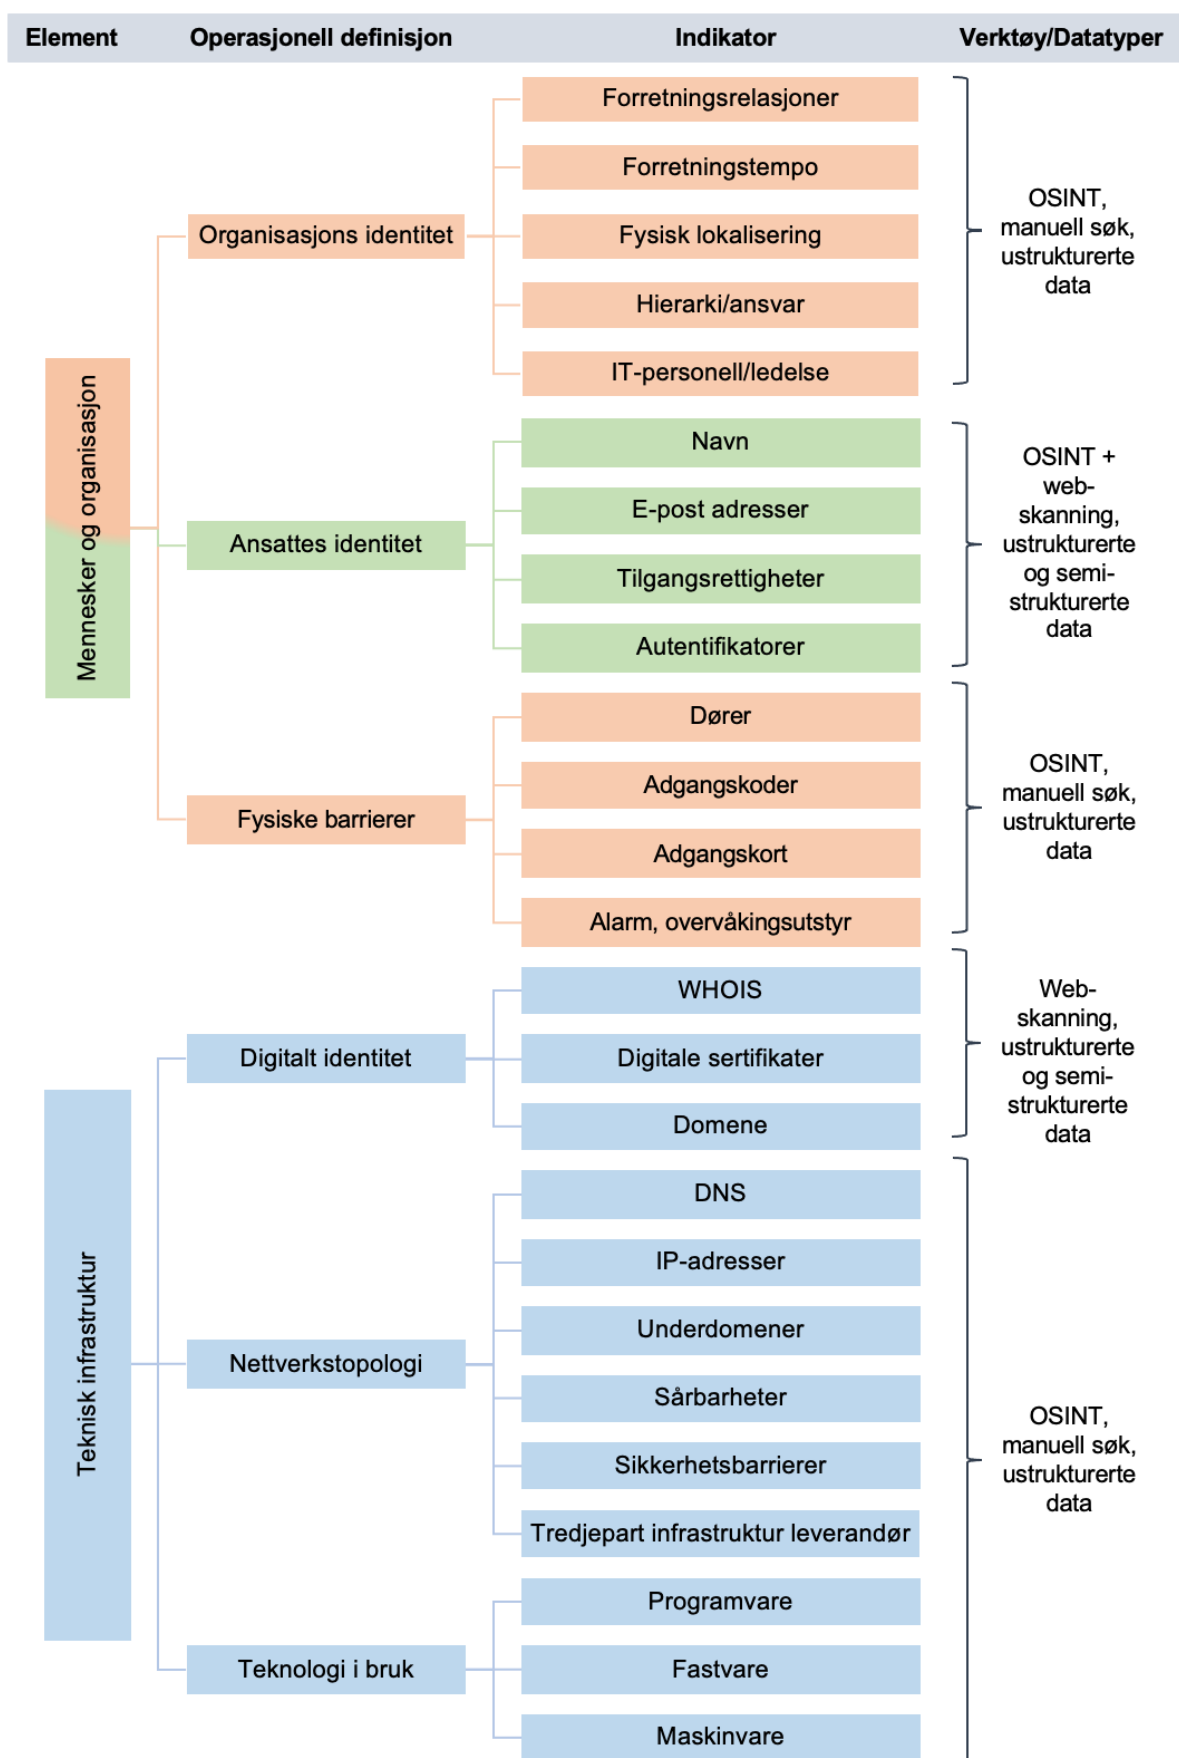 Element
Operasjonell definisjon
Indikator
Verktøy/Datatyper
Mennesker og organisasjon
Organisasjons identitet
Forretningsrelasjoner
Forretningstempo
Fysisk lokalisering
Hierarki/ansvar
IT-personell/ledelse
OSINT,
manuell søk,
ustrukturerte
data
Ansattes identitet
Navn
E-post adresser
Tilgangsrettigheter
Autentifikatorer
OSINT +
web-
skanning,
ustrukturerte
og semi-
strukturerte
data
Fysiske barrierer
Dører
Adgangskoder
Adgangskort
Alarm, overvåkingsutstyr
OSINT,
manuell søk,
ustrukturerte
data
Teknisk infrastruktur
Digitalt identitet
WHOIS
Digitale sertifikater
Domene
Web-
skanning,
ustrukturerte
og semi-
strukturerte
data
Nettverkstopologi
DNS
IP-adresser
Underdomener
Sårbarheter
Sikkerhetsbarrierer
Tredjepart infrastruktur leverandør
Teknologi i bruk
Programvare
Fastvare
Maskinvare
OSINT,
manuell søk,
ustrukturerte
data